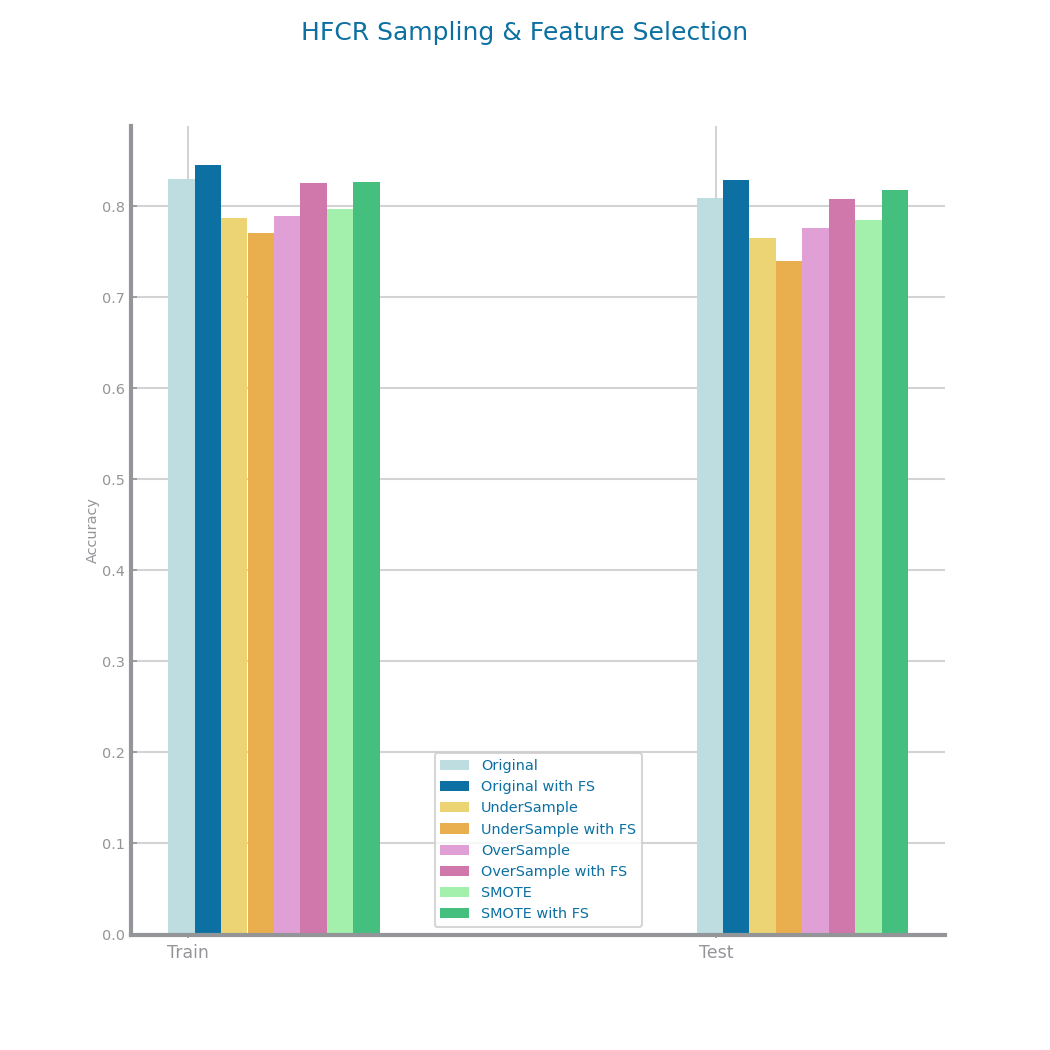 HFCR Sampling & Feature Selection
Accuracy
0.8
0.7
0.6
0.5
0.4
0.3
0.2
0.1
0.0
Train
Test
Original
Original with FS
UnderSample
UnderSample with FS
OverSample
OverSample with FS
SMOTE
SMOTE with FS